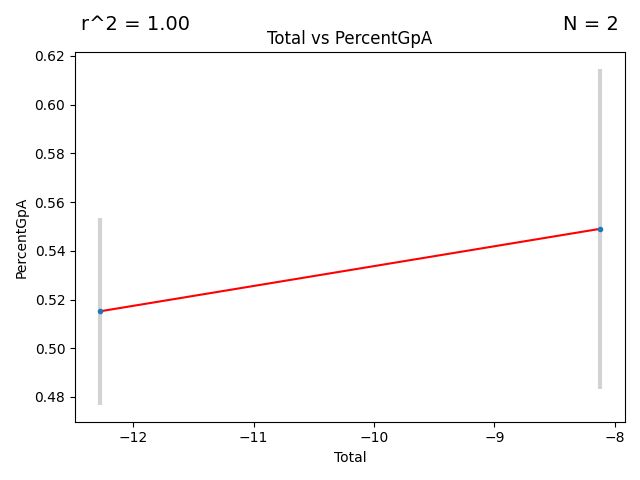 r^2 = 1.00
N = 2
Total vs PercentGpA
0.62
0.60
0.58
0.56
0.54
0.52
0.50
0.48
PercentGpA
−12
−11
−10
−9
−8
Total